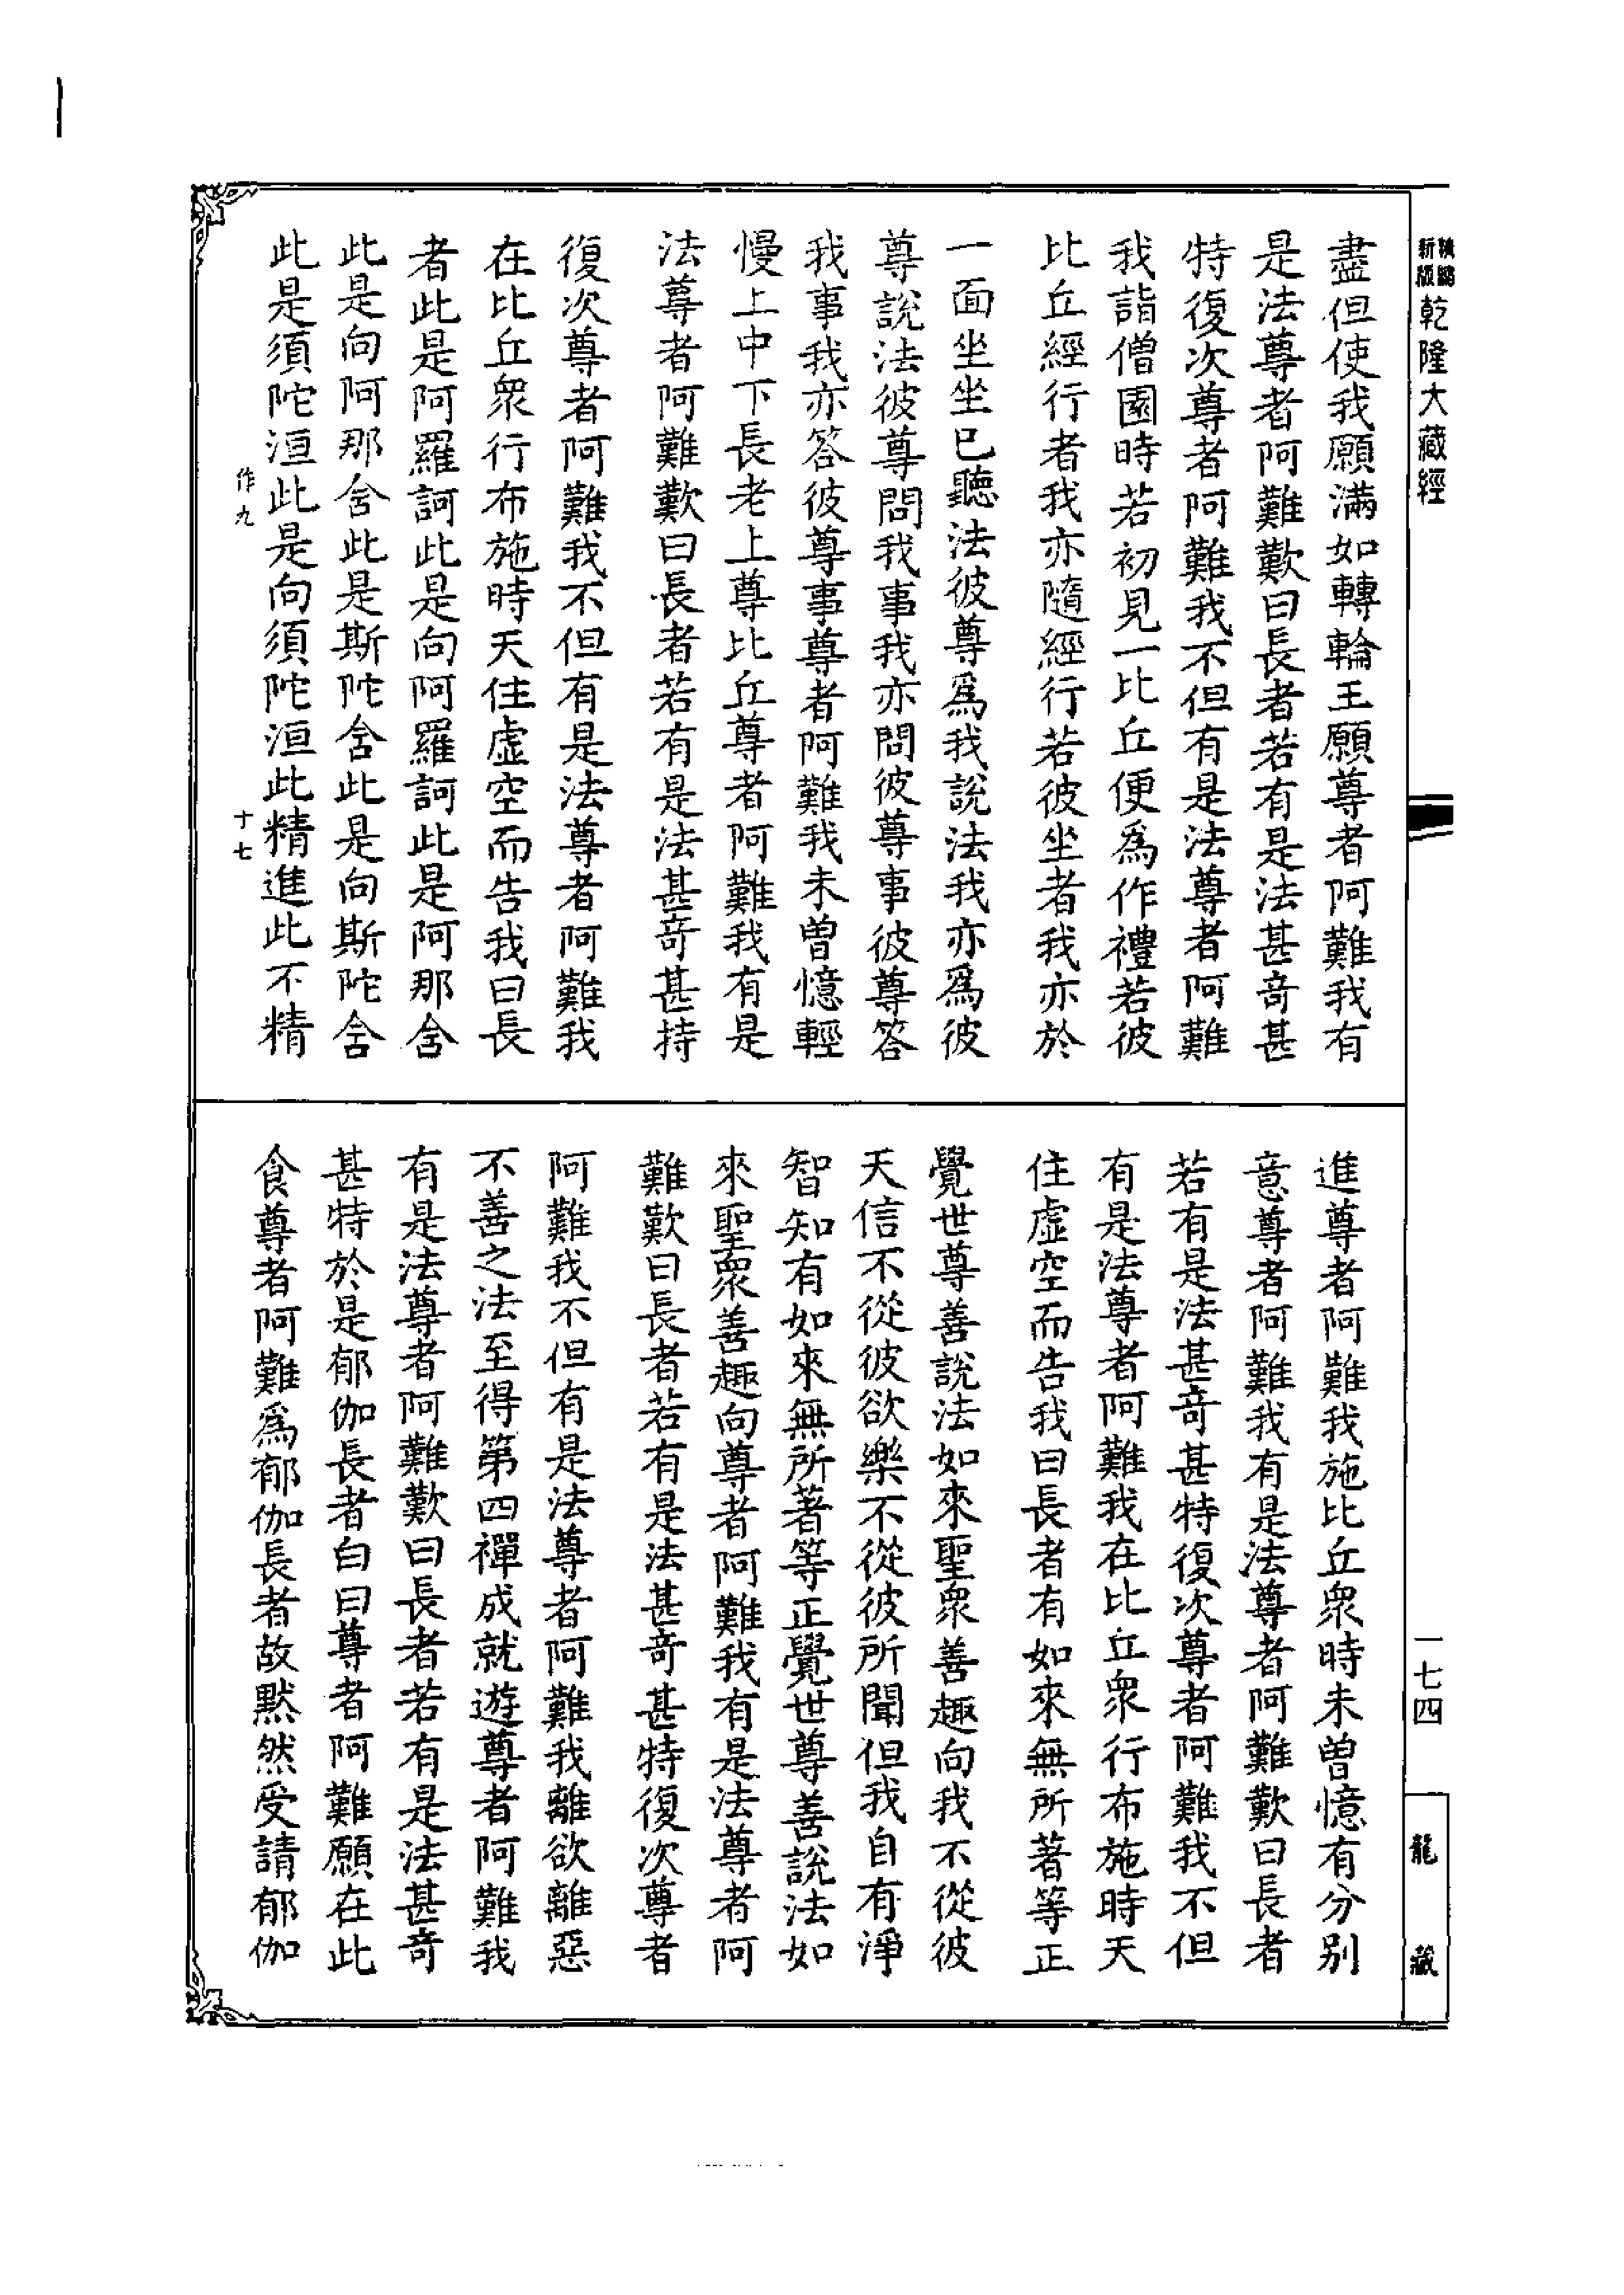 新版
乾隆大藏經
盡但使我願滿如轉輪王願尊者阿難我有
是法尊者阿難歎曰長者若有是法甚奇甚
特復次尊者阿難我不但有是法尊者阿難
我詣僧園時若初見一比丘便爲作禮若彼
比丘經行者我亦隨經行若彼坐者我亦於
一面坐坐已聽法彼尊爲我說法我亦爲彼
尊說法彼尊問我事我亦問彼尊事彼尊答
我事我亦答彼尊事尊者阿難我未曾憶輕
慢上中下長老上尊比丘尊者阿難我有是
法尊者阿難歎曰長者若有是法甚奇甚持
復次尊者阿難我不但有是法尊者阿難我
在比丘衆行布施時天住虛空而告我曰長
者此是阿羅訶此是向阿羅訶此是阿那舍
此是向阿那舍此是斯陀舍此是向斯陀舍
此是須陀洹此是向須陀洹此精進此不精
作九
十七
進尊者阿難我施比丘衆時未曾憶有分别
意尊者阿難我有是法尊者阿難歎曰長者
若有是法甚奇甚特復次尊者阿難我不但
有是法尊者阿難我在比丘衆行布施時天
住虛空而告我曰長者有如來無所著等正
覺世尊善說法如來聖衆善趣向我不從彼
天信不從彼欲樂不從彼所聞但我自有淨
智知有如來無所著等正覺世尊善說法如
來聖衆善趣向尊者阿難我有是法尊者阿
難歎曰長者若有是法甚奇甚特復次尊者
阿難我不但有是法尊者阿難我離欲離惡
不善之法至得第四禪成就遊尊者阿難我
有是法尊者阿難歎曰長者若有是法甚奇
甚特於是郁伽長者白曰尊者阿難願在此
食尊者阿難爲郁伽長者故黙然受請郁伽
一七四
龍藏